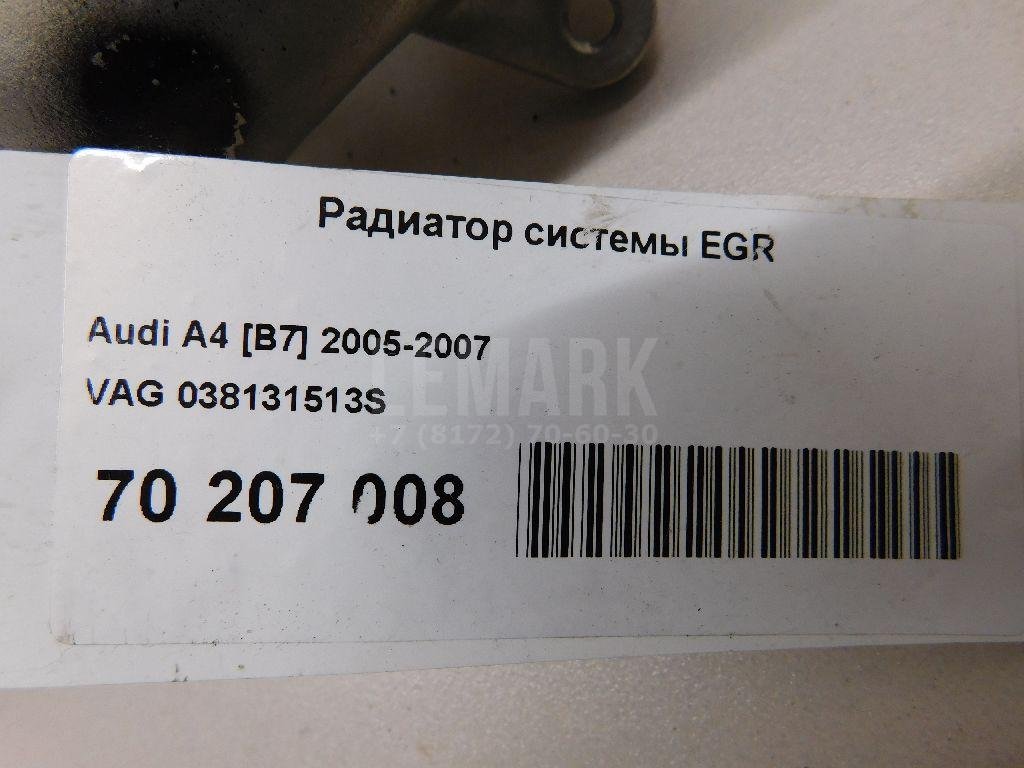 Радиатор системы EGR
Audi A4 [B7] 2005-2007
VAG 038131513S
LEMARK
+7 (8172) 70-60-30
70 207 008